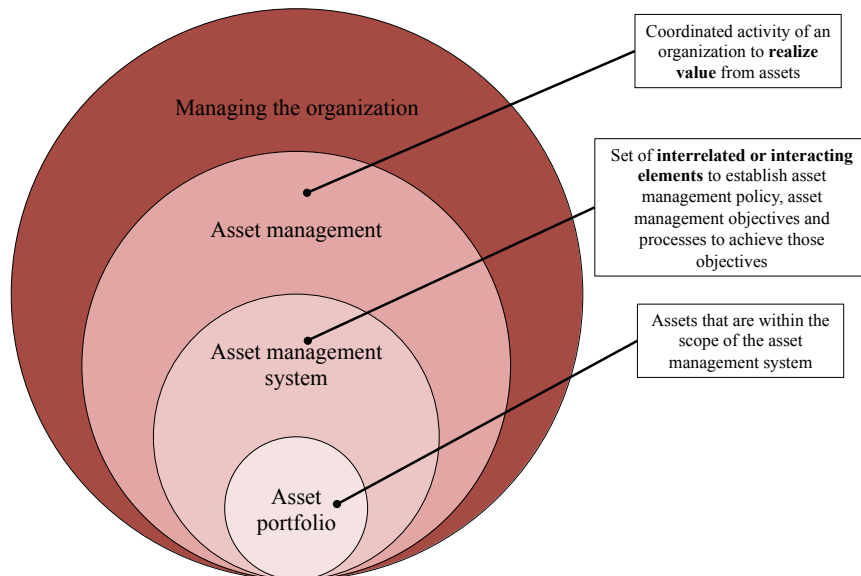 Managing the organization
Asset management
Asset management
system
Asset
portfolio
Coordinated activity of an
organization to realize
value from assets
Set of interrelated or interacting
elements to establish asset
management policy, asset
management objectives and
processes to achieve those
objectives
Assets that are within the
scope of the asset
management system